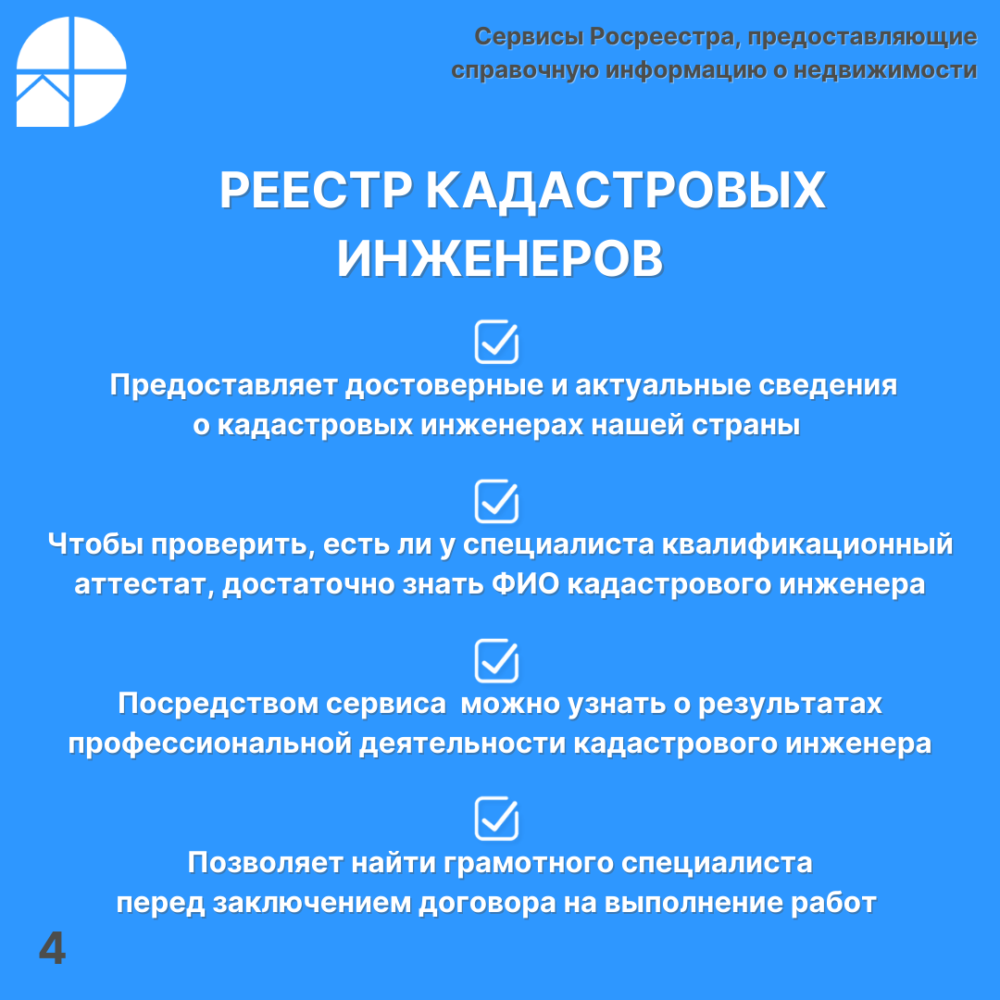 Сервисы Росреестра, предоставляющие
справочную информацию о недвижимости
РЕЕСТР КАДАСТРОВЫХ
ИНЖЕНЕРОВ
Предоставляет достоверные и актуальные сведения
о кадастровых инженерах нашей страны
Чтобы проверить, есть ли у специалиста квалификационный
аттестат, достаточно знать ФИО кадастрового инженера
Посредством сервиса  можно узнать о результатах
профессиональной деятельности кадастрового инженера
Позволяет найти грамотного специалиста
перед заключением договора на выполнение работ
4